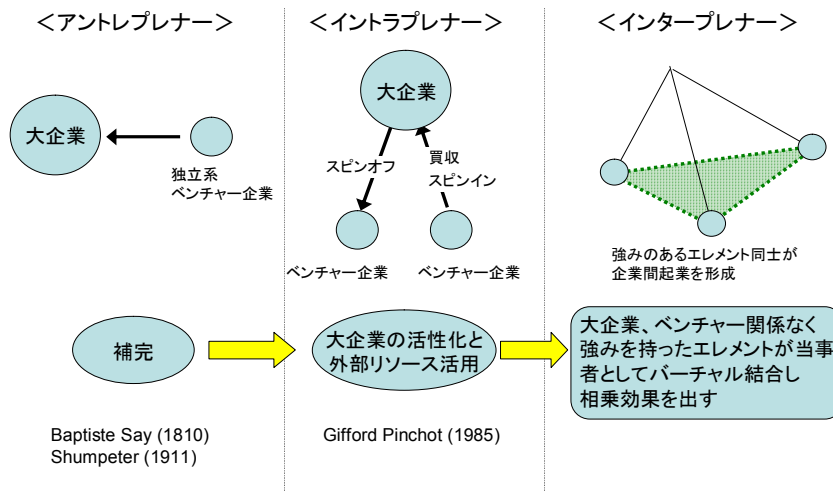 ＜アントレプレナー＞
大企業
独立系
ベンチャー企業
補完
Baptiste Say (1810)
Shumpeter (1911)
＜イントラプレナー＞
大企業
スピンオフ
買収
スピンイン
ベンチャー企業
ベンチャー企業
大企業の活性化と
外部リソース活用
Gifford Pinchot (1985)
＜インタープレナー＞
強みのあるエレメント同士が
企業間起業を形成
大企業、ベンチャー関係なく
強みを持ったエレメントが当事
者としてバーチャル結合し
相乗効果を出す